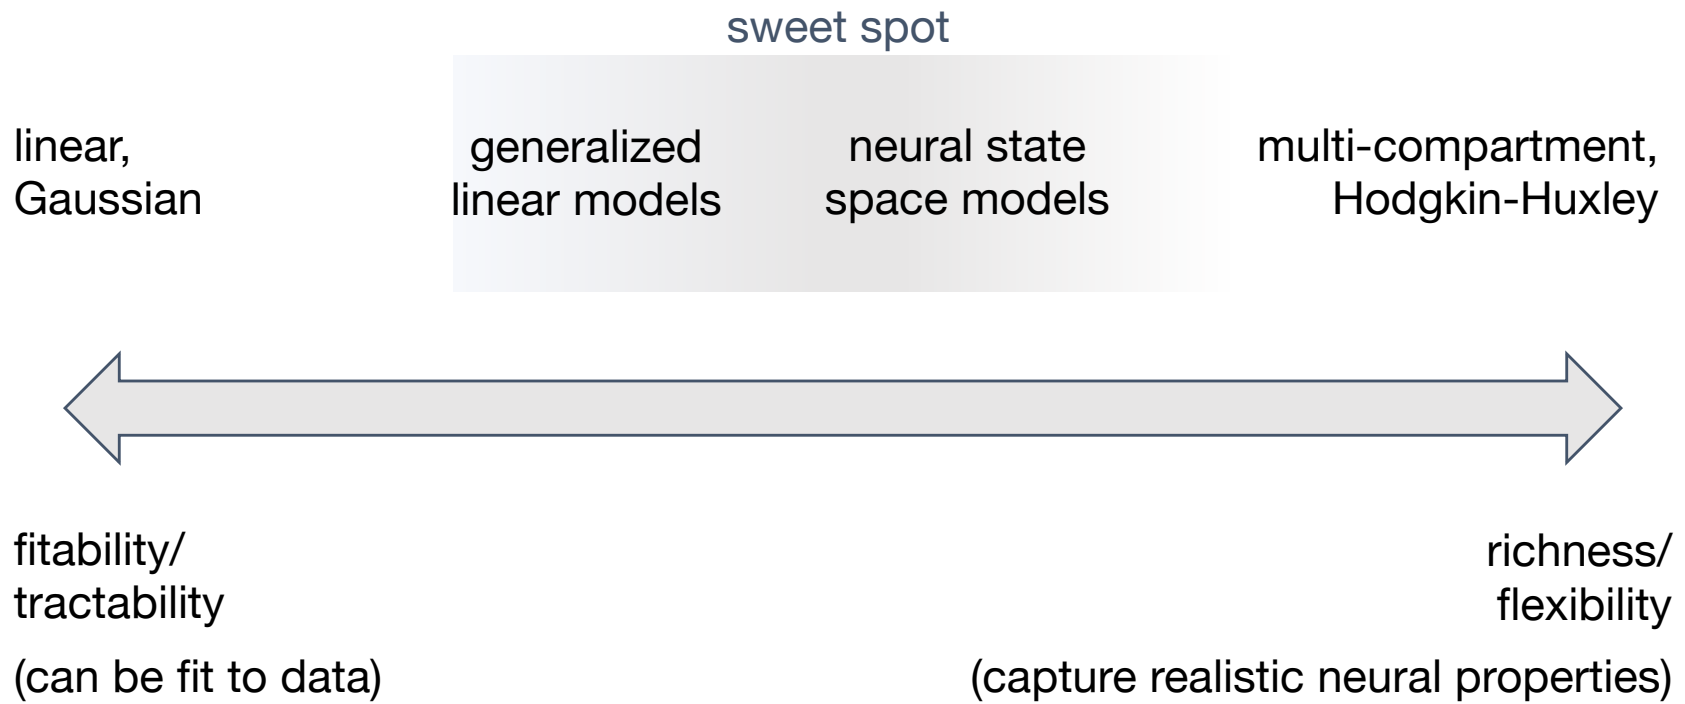 sweet spot
linear,
Gaussian
generalized
linear models
neural state
space models
multi-compartment,
Hodgkin-Huxley
fitability/
tractability
(can be fit to data)
richness/
flexibility
(capture realistic neural properties)